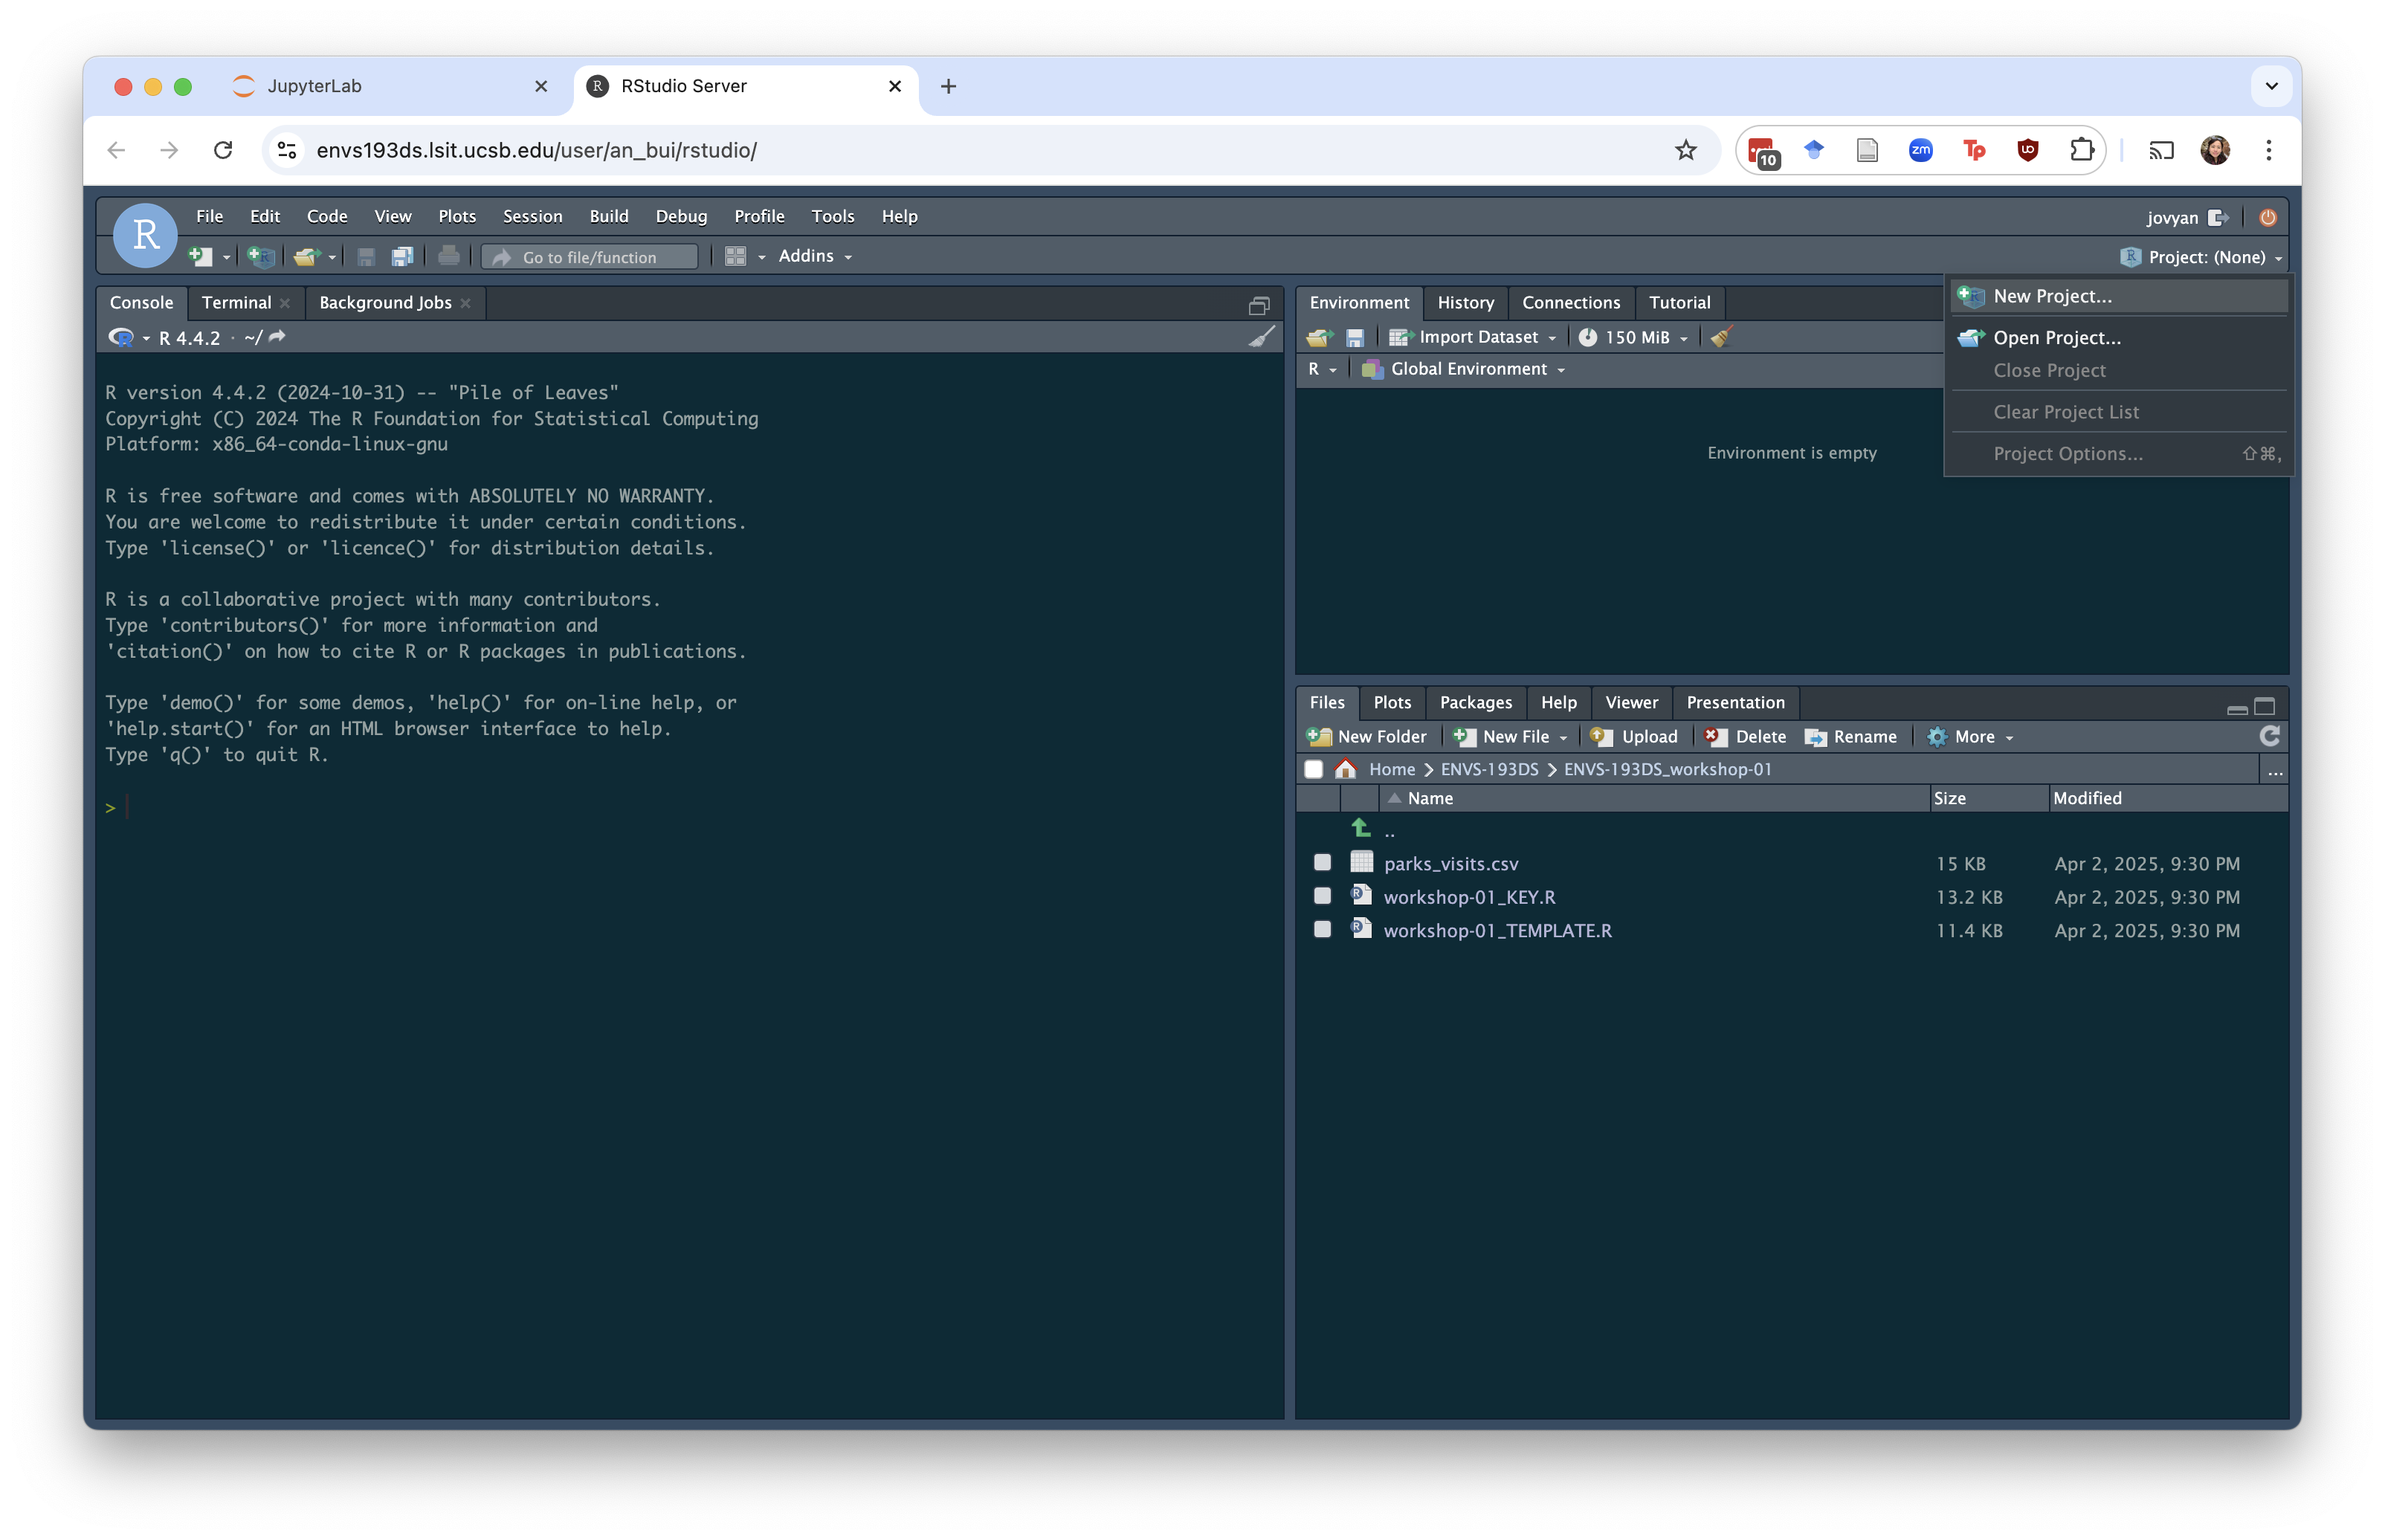 JupyterLab
RStudio Server
envs193ds.lsit.ucsb.edu/user/an_bui/rstudio/
10
zm
Tp
R
File Edit Code View Plots Session Build Debug Profile Tools Help
jovyan
Go to file/function
Addins
Project: (None)
Console Terminal Background Jobs
R 4.4.2 · ~/
R version 4.4.2 (2024-10-31) -- "Pile of Leaves"
Copyright (C) 2024 The R Foundation for Statistical Computing
Platform: x86_64-conda-linux-gnu
R is free software and comes with ABSOLUTELY NO WARRANTY.
You are welcome to redistribute it under certain conditions.
Type 'license()' or 'licence()' for distribution details.
R is a collaborative project with many contributors.
Type 'contributors()' for more information and
'citation()' on how to cite R or R packages in publications.
Type 'demo()' for some demos, 'help()' for on-line help, or
'help.start()' for an HTML browser interface to help.
Type 'q()' to quit R.
>
Environment History Connections Tutorial
Import Dataset
150 MiB
R
Global Environment
Environment is empty
New Project...
Open Project...
Close Project
Clear Project List
Project Options... ⇧⌘,
Files Plots Packages Help Viewer Presentation
New Folder New File Upload Delete Rename More
Home > ENVS-193DS > ENVS-193DS_workshop-01 ...
Name Size Modified
..
parks_visits.csv 15 KB Apr 2, 2025, 9:30 PM
workshop-01_KEY.R 13.2 KB Apr 2, 2025, 9:30 PM
workshop-01_TEMPLATE.R 11.4 KB Apr 2, 2025, 9:30 PM